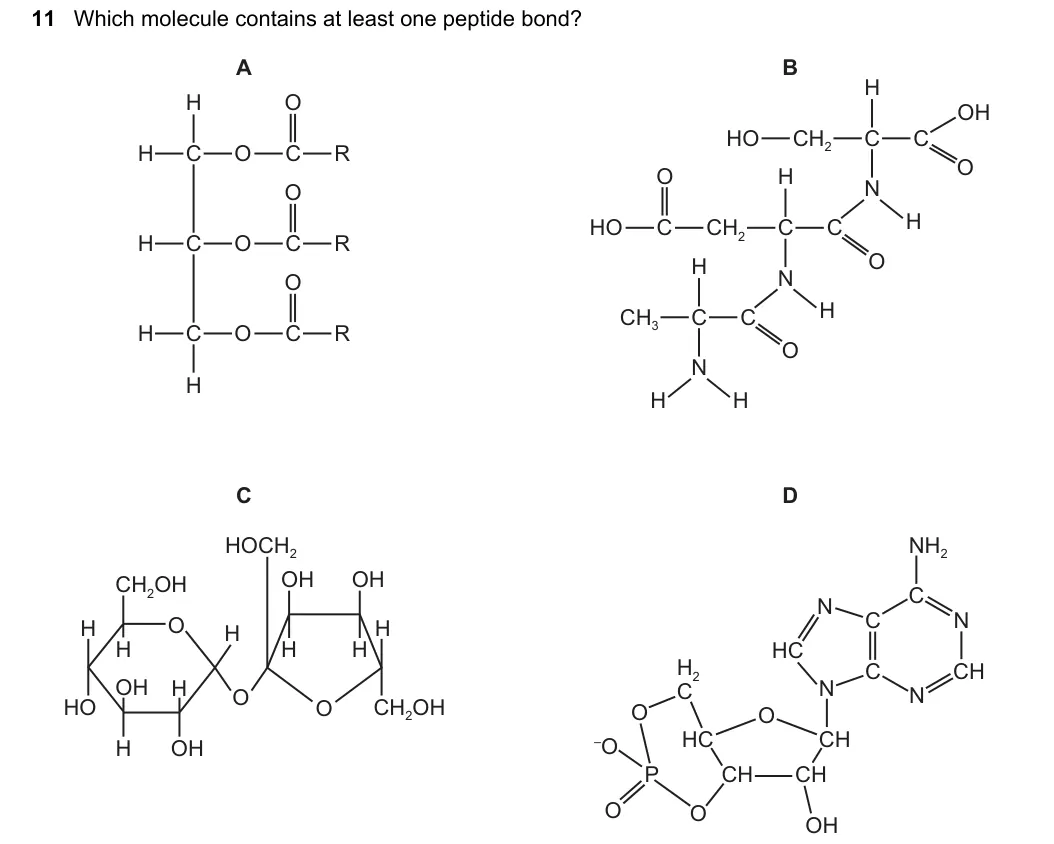 11 Which molecule contains at least one peptide bond?
A
H O
H C O C R
O
H C O C R
O
H C O C R
H
B
H
OH
HO CH₂ C C
O
O H N
H
HO C CH₂ C C
O
H N
H
CH₃ C C
O
N
H H
C
HOCH₂
CH₂OH OH OH
H O H H
H H H
OH H
HO O O CH₂OH
H OH
D
NH₂
N C
C N
HC
H₂ C CH
C N N
O O
⁻O HC CH
P CH CH
O O
OH